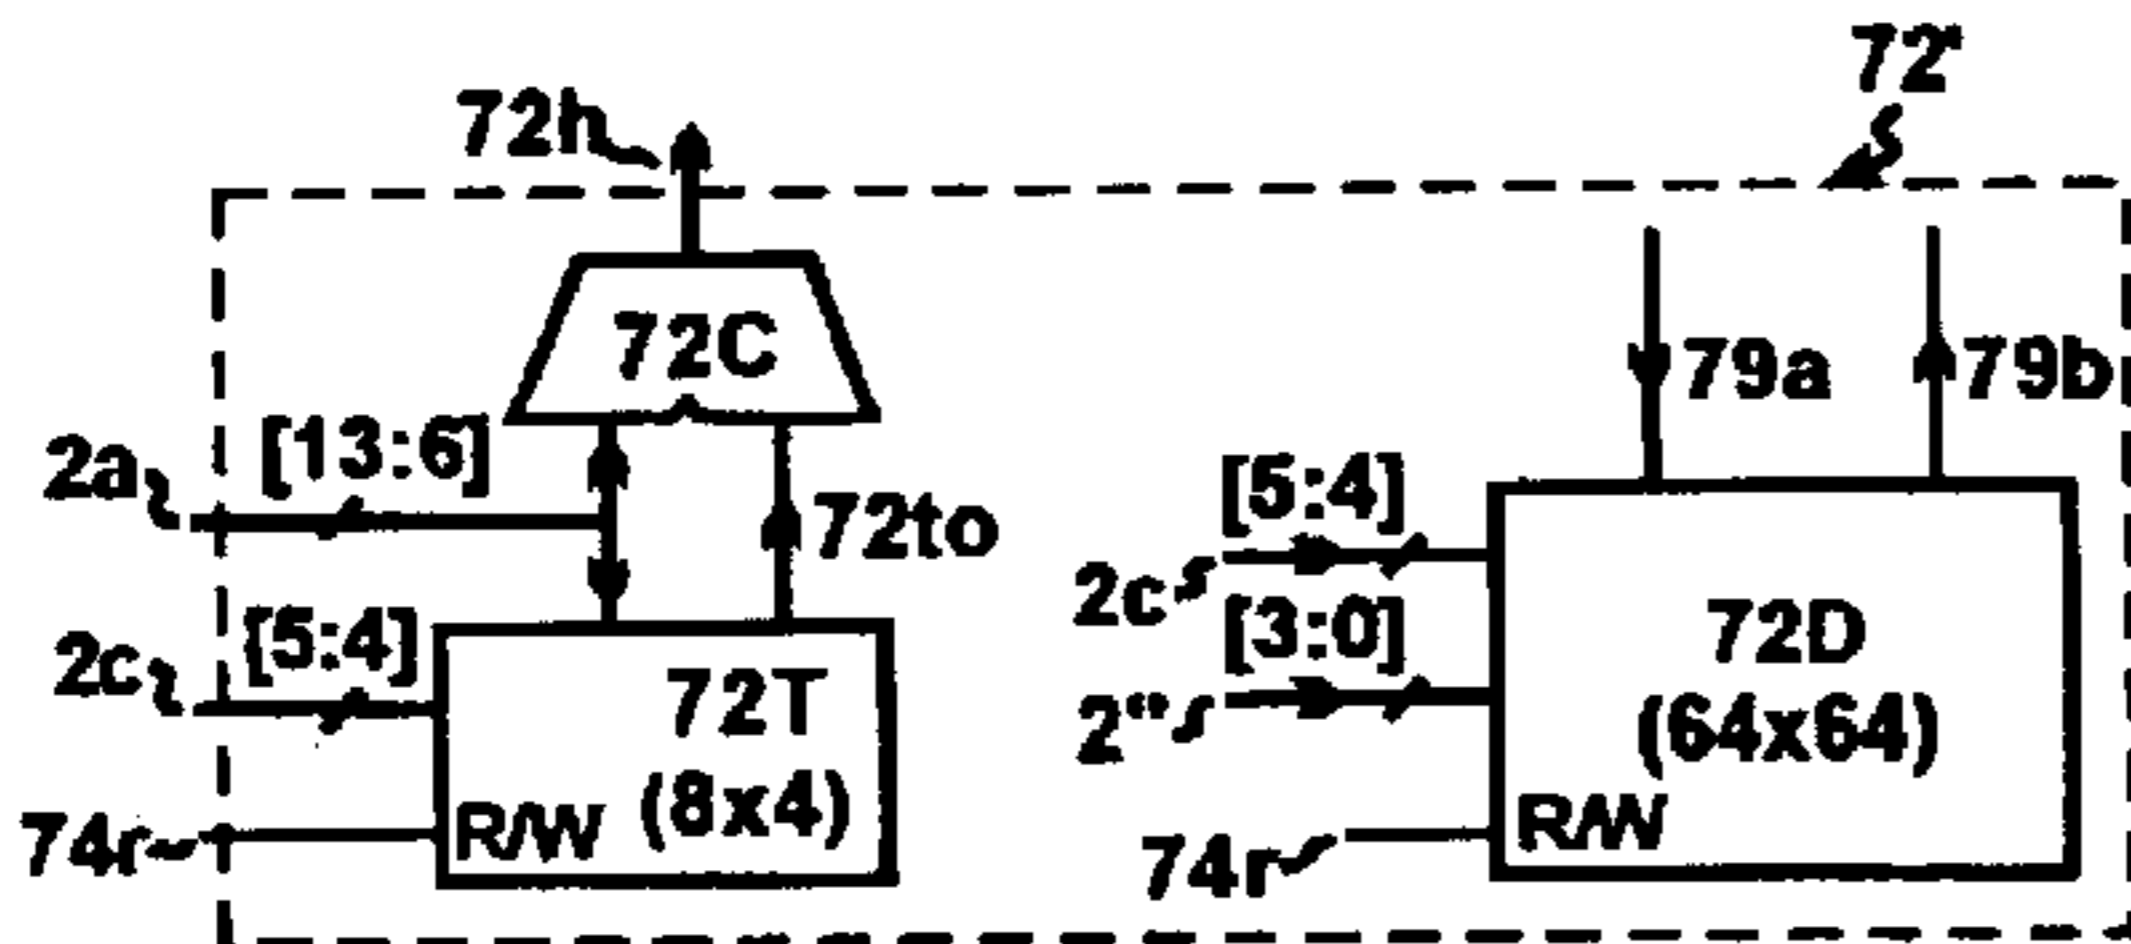 72'
72h
72C
79a
79b
[13:6]
2a
72to
[5:4]
2c
[5:4]
2c
[3:0]
2"
72T
(8x4)
R/W
74r
72D
(64x64)
R/W
74r